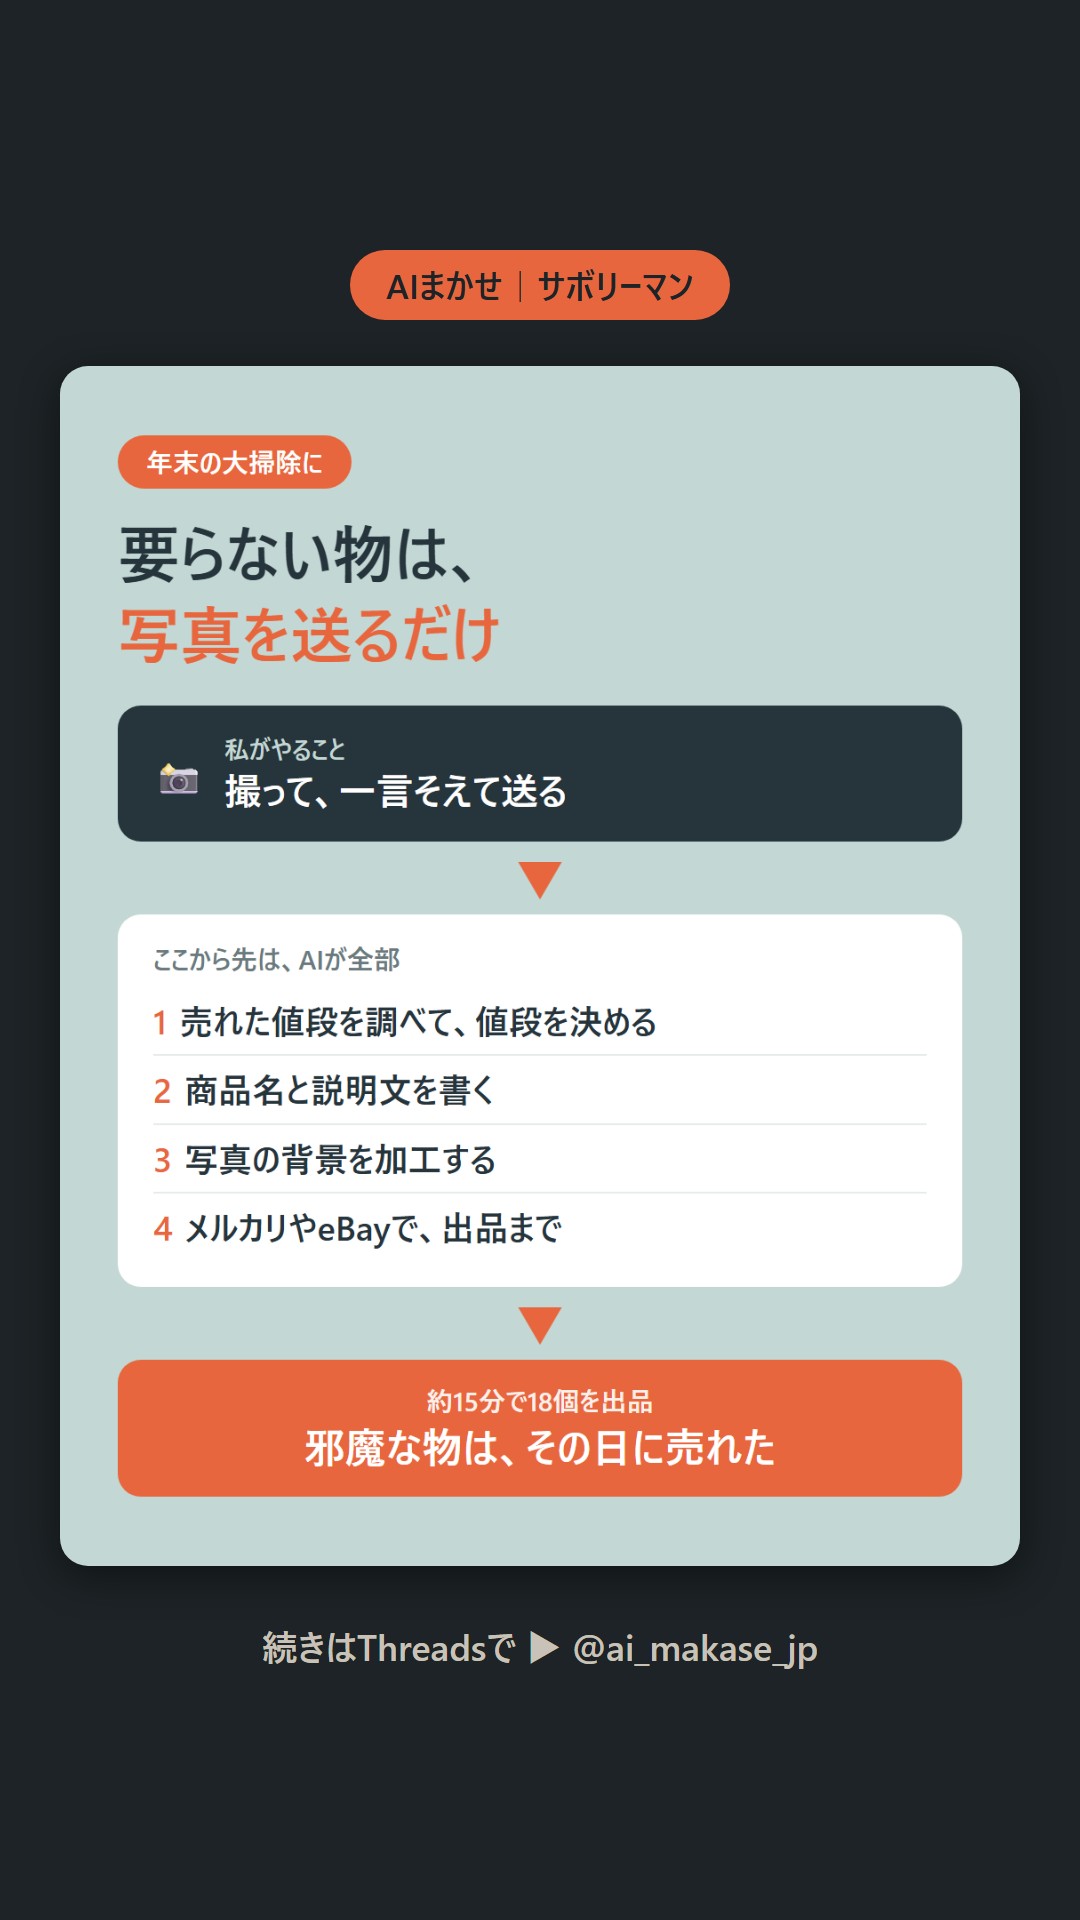 AIまかせ｜サボリーマン
年末の大掃除に
要らない物は、
写真を送るだけ
私がやること
撮って、一言そえて送る
ここから先は、AIが全部
1 売れた値段を調べて、値段を決める
2 商品名と説明文を書く
3 写真の背景を加工する
4 メルカリやeBayで、出品まで
約15分で18個を出品
邪魔な物は、その日に売れた
続きはThreadsで ▶ @ai_makase_jp